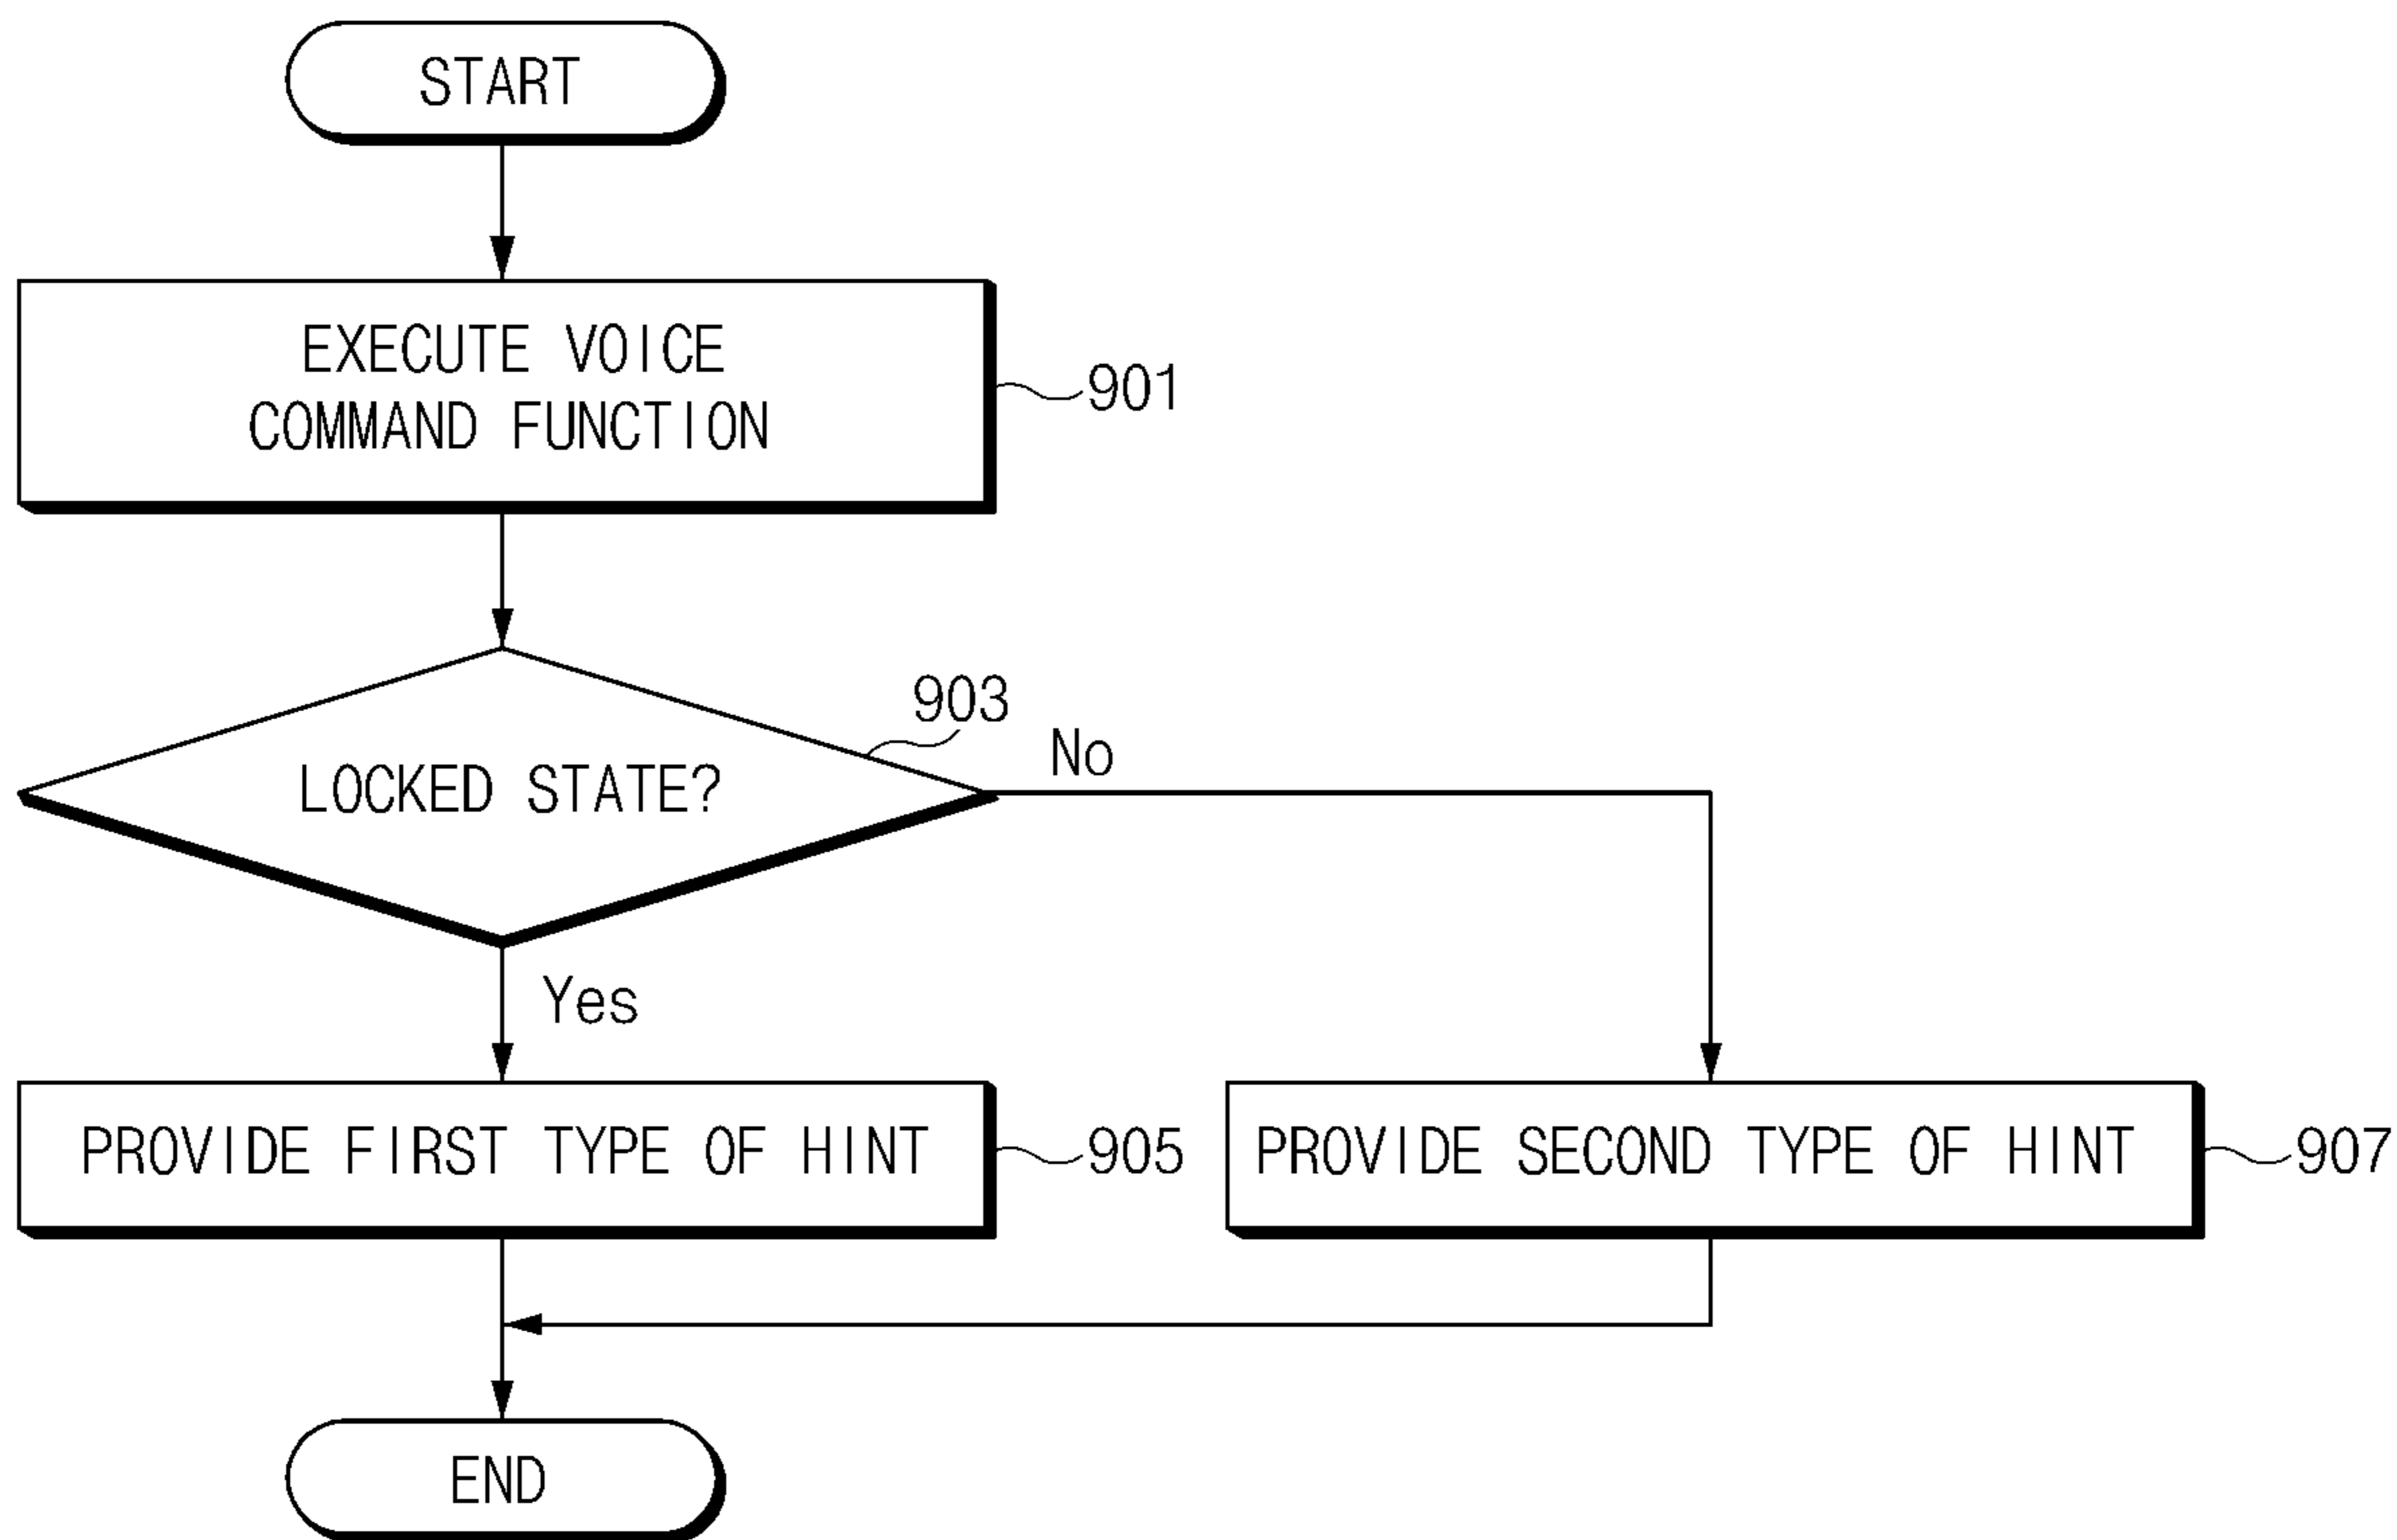 START
EXECUTE VOICE
COMMAND FUNCTION
901
903
No
LOCKED STATE?
Yes
PROVIDE FIRST TYPE OF HINT
905
PROVIDE SECOND TYPE OF HINT
907
END